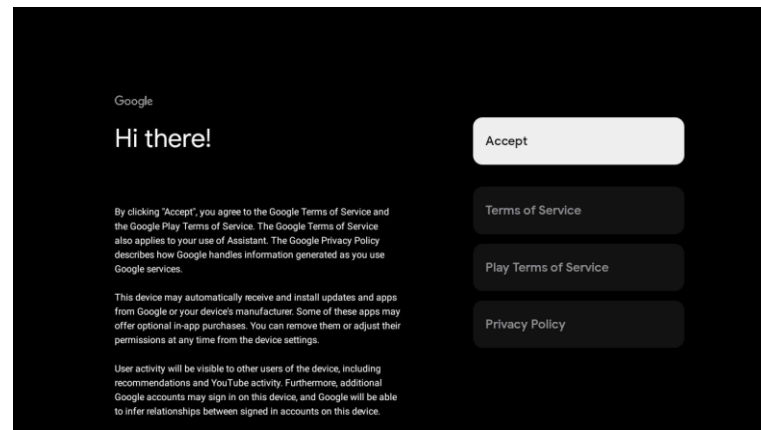 Google
Hi there!
By clicking "Accept", you agree to the Google Terms of Service and
the Google Play Terms of Service. The Google Terms of Service
also applies to your use of Assistant. The Google Privacy Policy
describes how Google handles information generated as you use
Google services.
This device may automatically receive and install updates and apps
from Google or your device's manufacturer. Some of these apps may
offer optional in-app purchases. You can remove them or adjust their
permissions at any time from the device settings.
User activity will be visible to other users of the device, including
recommendations and YouTube activity. Furthermore, additional
Google accounts may sign in on this device, and Google will be able
to infer relationships between signed in accounts on this device.
Accept
Terms of Service
Play Terms of Service
Privacy Policy